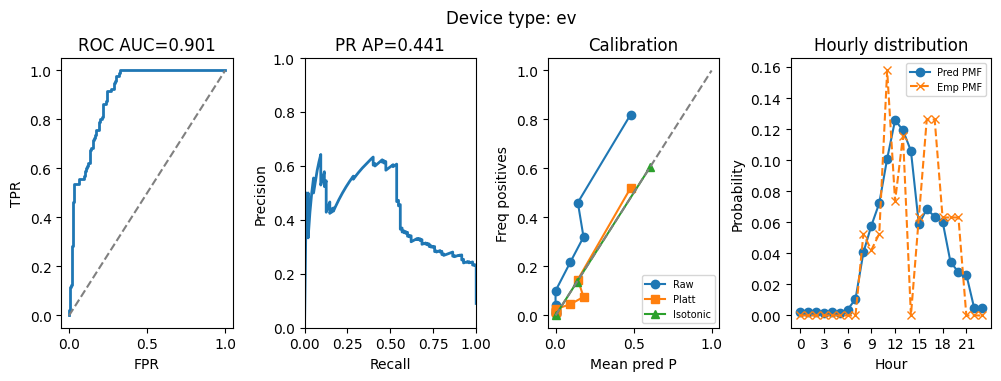 Device type: ev
ROC AUC=0.901
TPR
1.0
0.8
0.6
0.4
0.2
0.0
0.0
0.5
1.0
FPR
PR AP=0.441
Precision
1.0
0.8
0.6
0.4
0.2
0.0
0.00
0.25
0.50
0.75
1.00
Recall
Calibration
Freq positives
1.0
0.8
0.6
0.4
0.2
0.0
Raw
Platt
Isotonic
0.0
0.5
1.0
Mean pred P
Hourly distribution
Probability
0.16
0.14
0.12
0.10
0.08
0.06
0.04
0.02
0.00
Pred PMF
Emp PMF
0
3
6
9
12
15
18
21
Hour